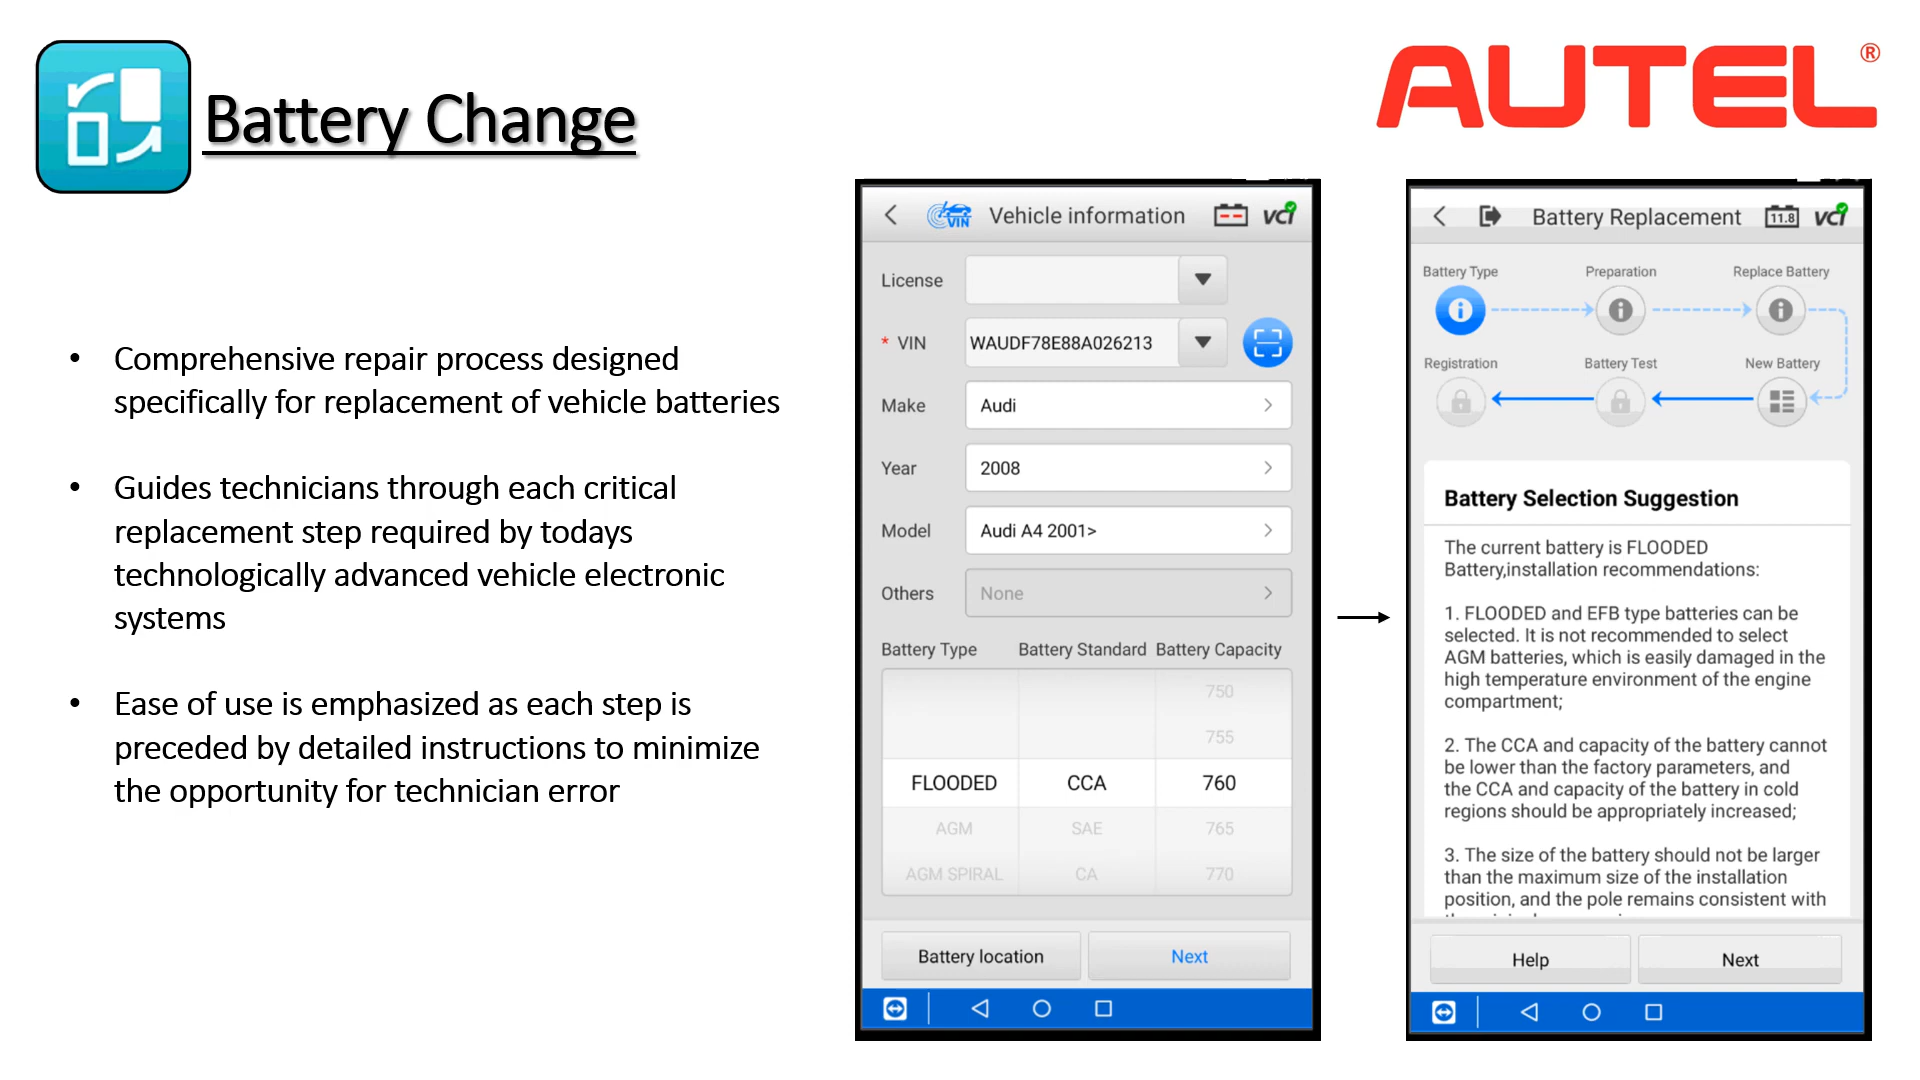 Battery Change
AUTEL®
• Comprehensive repair process designed
specifically for replacement of vehicle batteries
• Guides technicians through each critical
replacement step required by todays
technologically advanced vehicle electronic
systems
• Ease of use is emphasized as each step is
preceded by detailed instructions to minimize
the opportunity for technician error
VIN Vehicle information VCI
License
* VIN WAUDF78E88A026213
Make Audi
Year 2008
Model Audi A4 2001>
Others None
Battery Type Battery Standard Battery Capacity
750
755
FLOODED CCA 760
AGM SAE 765
AGM SPIRAL CA 770
Battery location Next
Battery Replacement 11.8 VCI
Battery Type Preparation Replace Battery
Registration Battery Test New Battery
Battery Selection Suggestion
The current battery is FLOODED
Battery,installation recommendations:
1. FLOODED and EFB type batteries can be
selected. It is not recommended to select
AGM batteries, which is easily damaged in the
high temperature environment of the engine
compartment;
2. The CCA and capacity of the battery cannot
be lower than the factory parameters, and
the CCA and capacity of the battery in cold
regions should be appropriately increased;
3. The size of the battery should not be larger
than the maximum size of the installation
position, and the pole remains consistent with
Help Next